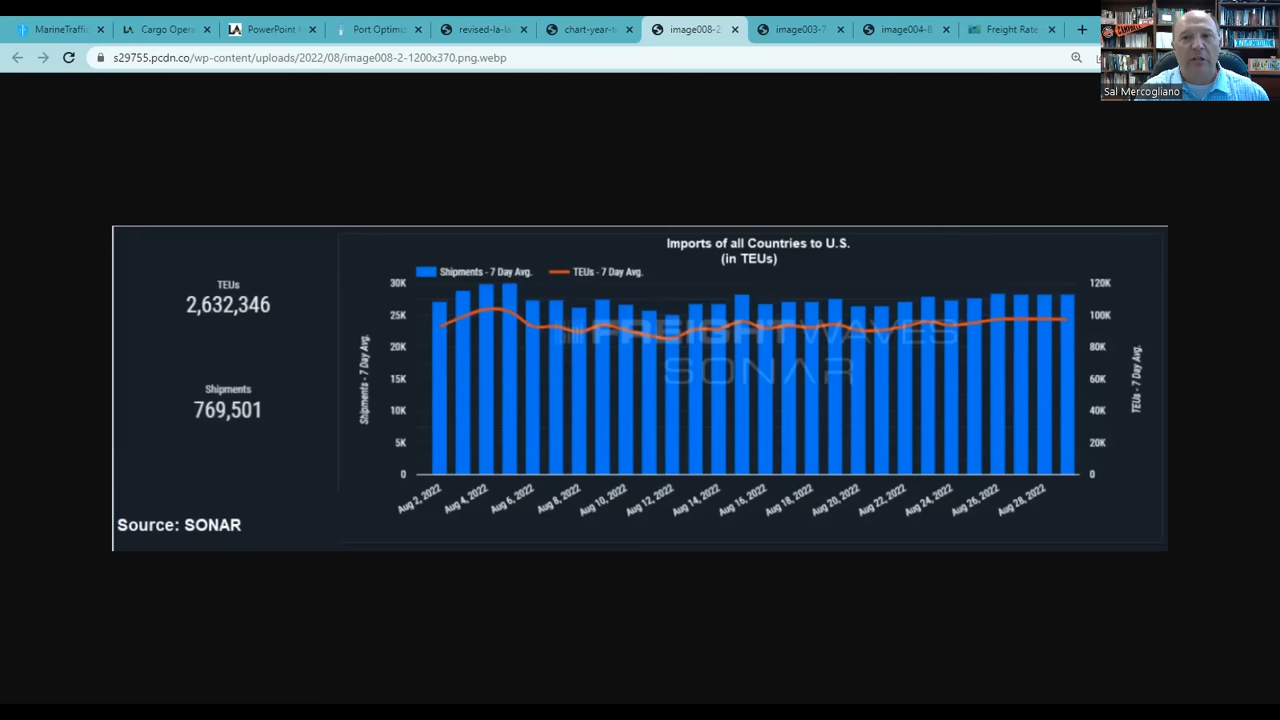 MarineTraffi
Cargo Opera
PowerPoint
Port Optimi
revised-la-la
chart-year-t
image008-2
image003-7
image004-8
Freight Rate
s29755.pcdn.co/wp-content/uploads/2022/08/image008-2-1200x370.png.webp
Sal Mercogliano
Imports of all Countries to U.S.
(in TEUs)
Shipments - 7 Day Avg.
TEUs - 7 Day Avg.
TEUs
2,632,346
Shipments
769,501
Source: SONAR
30K
25K
20K
15K
10K
5K
0
Shipments - 7 Day Avg.
120K
100K
80K
60K
40K
20K
0
TEUs - 7 Day Avg.
FREIGHTWAVES
SONAR
Aug 2, 2022
Aug 4, 2022
Aug 6, 2022
Aug 8, 2022
Aug 10, 2022
Aug 12, 2022
Aug 14, 2022
Aug 16, 2022
Aug 18, 2022
Aug 20, 2022
Aug 22, 2022
Aug 24, 2022
Aug 26, 2022
Aug 28, 2022